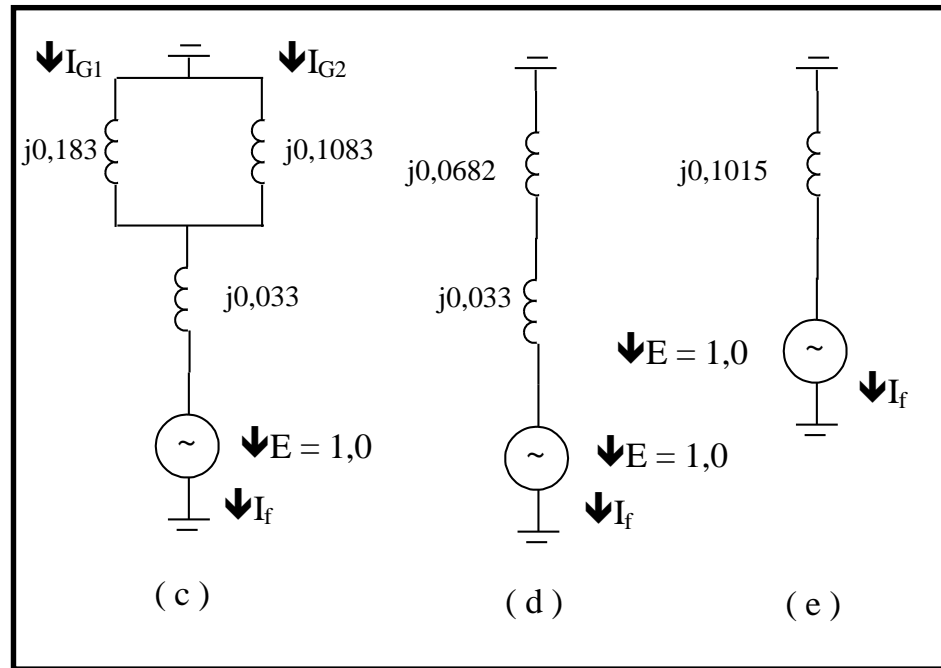 ↓I_G1
↓I_G2
j0,183
j0,1083
j0,033
~
↓E = 1,0
↓I_f
( c )
j0,0682
j0,033
~
↓E = 1,0
↓I_f
( d )
j0,1015
↓E = 1,0
~
↓I_f
( e )